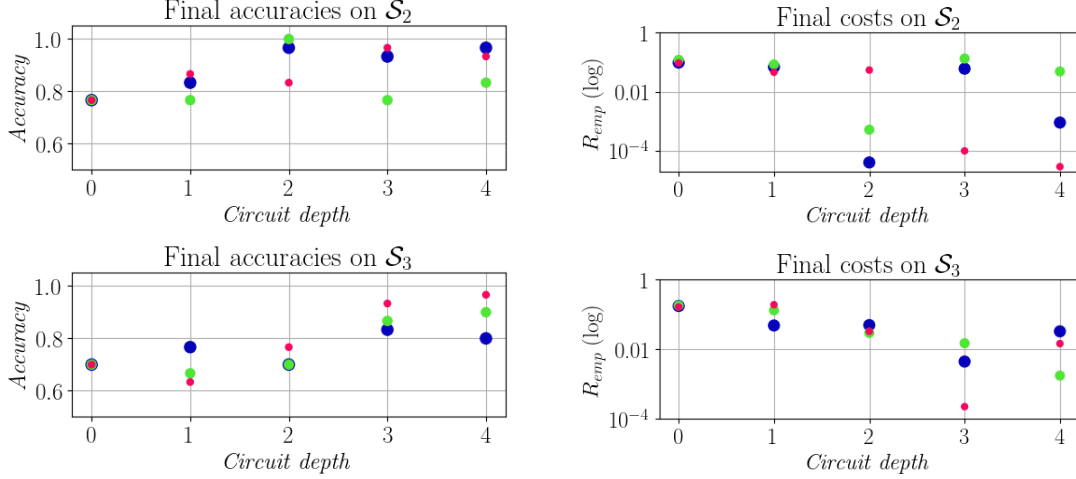 Final accuracies on S₂
Accuracy
1.0
0.8
0.6
0 1 2 3 4
Circuit depth
Final costs on S₂
R_emp (log)
1
0.01
10⁻⁴
0 1 2 3 4
Circuit depth
Final accuracies on S₃
Accuracy
1.0
0.8
0.6
0 1 2 3 4
Circuit depth
Final costs on S₃
R_emp (log)
1
0.01
10⁻⁴
0 1 2 3 4
Circuit depth